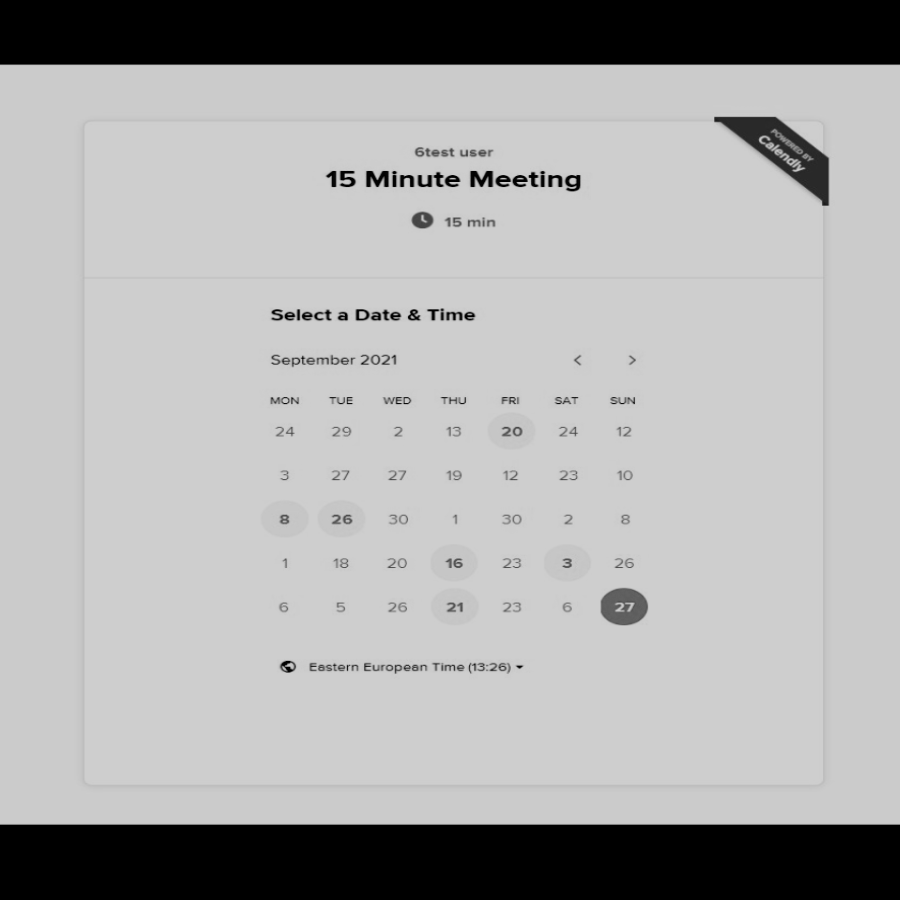 POWERED BY
Calendly
6test user
15 Minute Meeting
15 min
Select a Date & Time
September 2021 < >
MON TUE WED THU FRI SAT SUN
24 29 2 13 20 24 12
3 27 27 19 12 23 10
8 26 30 1 30 2 8
1 18 20 16 23 3 26
6 5 26 21 23 6 27
Eastern European Time (13:26)